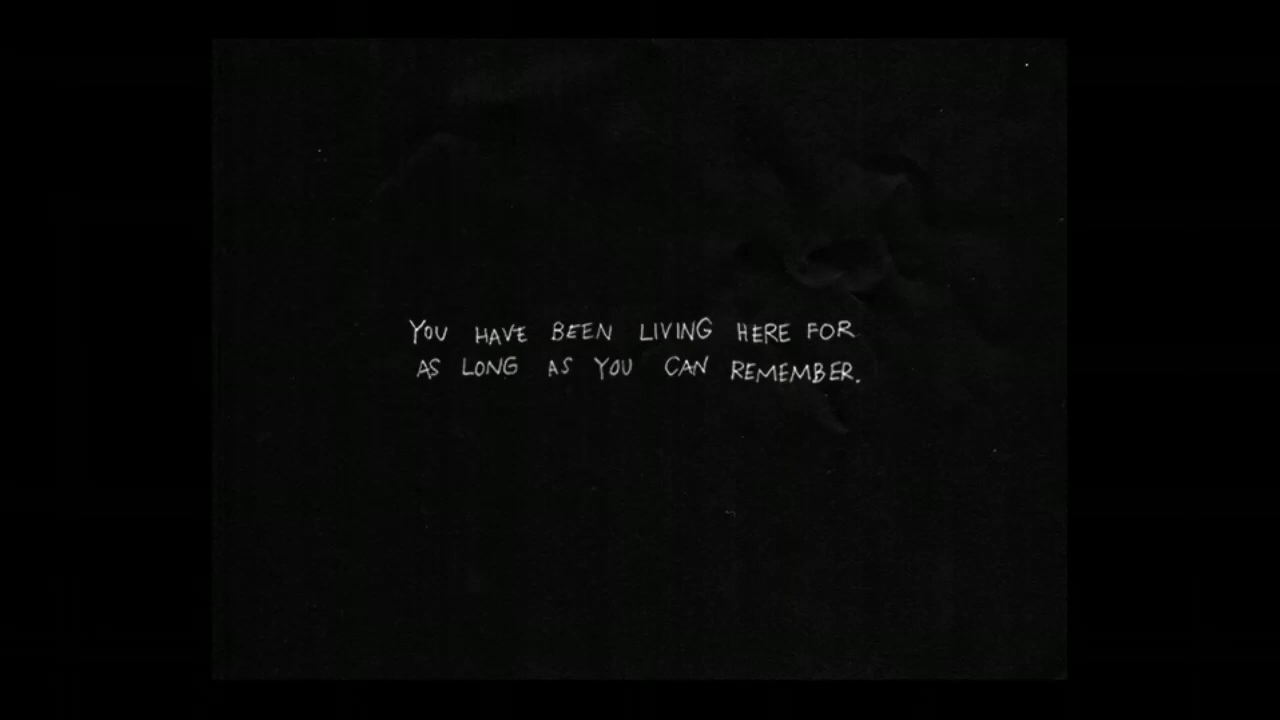 YOU HAVE BEEN LIVING HERE FOR
AS LONG AS YOU CAN REMEMBER.